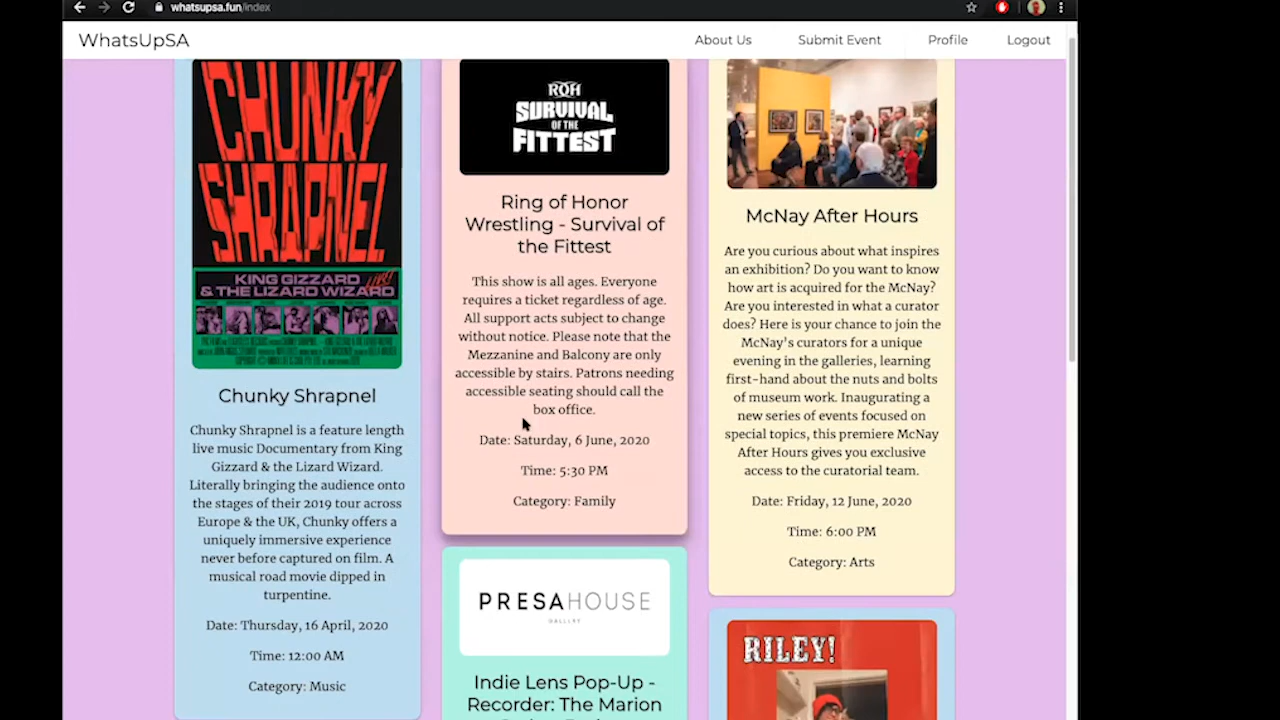 whatsupsa.fun/index
WhatsUpSA
About Us
Submit Event
Profile
Logout
CHUNKY
SHRAPNEL
KING GIZZARD
& THE LIZARD WIZARD
LIVE!
Chunky Shrapnel
Chunky Shrapnel is a feature length
live music Documentary from King
Gizzard & the Lizard Wizard.
Literally bringing the audience onto
the stages of their 2019 tour across
Europe & the UK, Chunky offers a
uniquely immersive experience
never before captured on film. A
musical road movie dipped in
turpentine.
Date: Thursday, 16 April, 2020
Time: 12:00 AM
Category: Music
ROH
SURVIVAL
OF THE
FITTEST
Ring of Honor
Wrestling - Survival of
the Fittest
This show is all ages. Everyone
requires a ticket regardless of age.
All support acts subject to change
without notice. Please note that the
Mezzanine and Balcony are only
accessible by stairs. Patrons needing
accessible seating should call the
box office.
Date: Saturday, 6 June, 2020
Time: 5:30 PM
Category: Family
PRESAHOUSE
GALLERY
Indie Lens Pop-Up -
Recorder: The Marion
McNay After Hours
Are you curious about what inspires
an exhibition? Do you want to know
how art is acquired for the McNay?
Are you interested in what a curator
does? Here is your chance to join the
McNay's curators for a unique
evening in the galleries, learning
first-hand about the nuts and bolts
of museum work. Inaugurating a
new series of events focused on
special topics, this premiere McNay
After Hours gives you exclusive
access to the curatorial team.
Date: Friday, 12 June, 2020
Time: 6:00 PM
Category: Arts
RILEY!